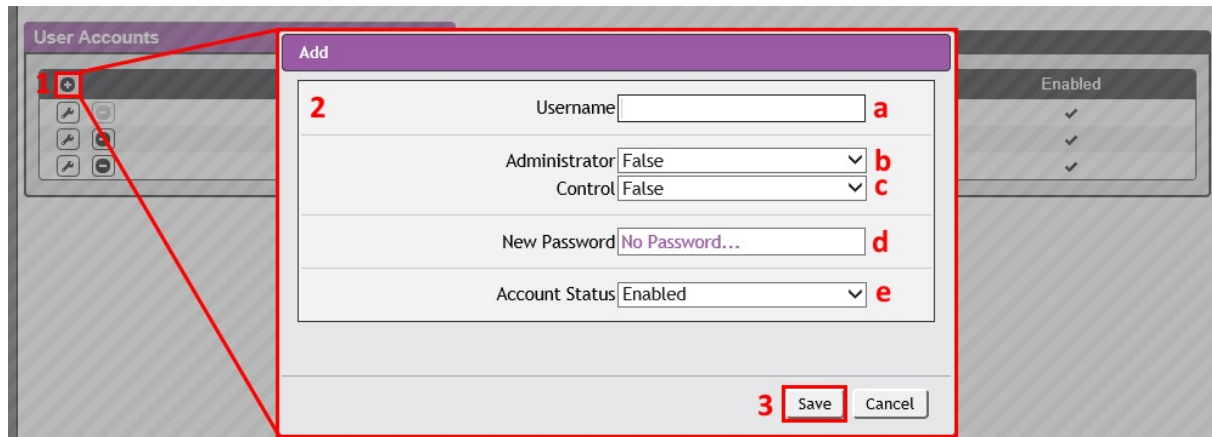 User Accounts
Add
1
Enabled
2
Username
a
Administrator False
b
Control False
c
New Password No Password...
d
Account Status Enabled
e
3
Save
Cancel